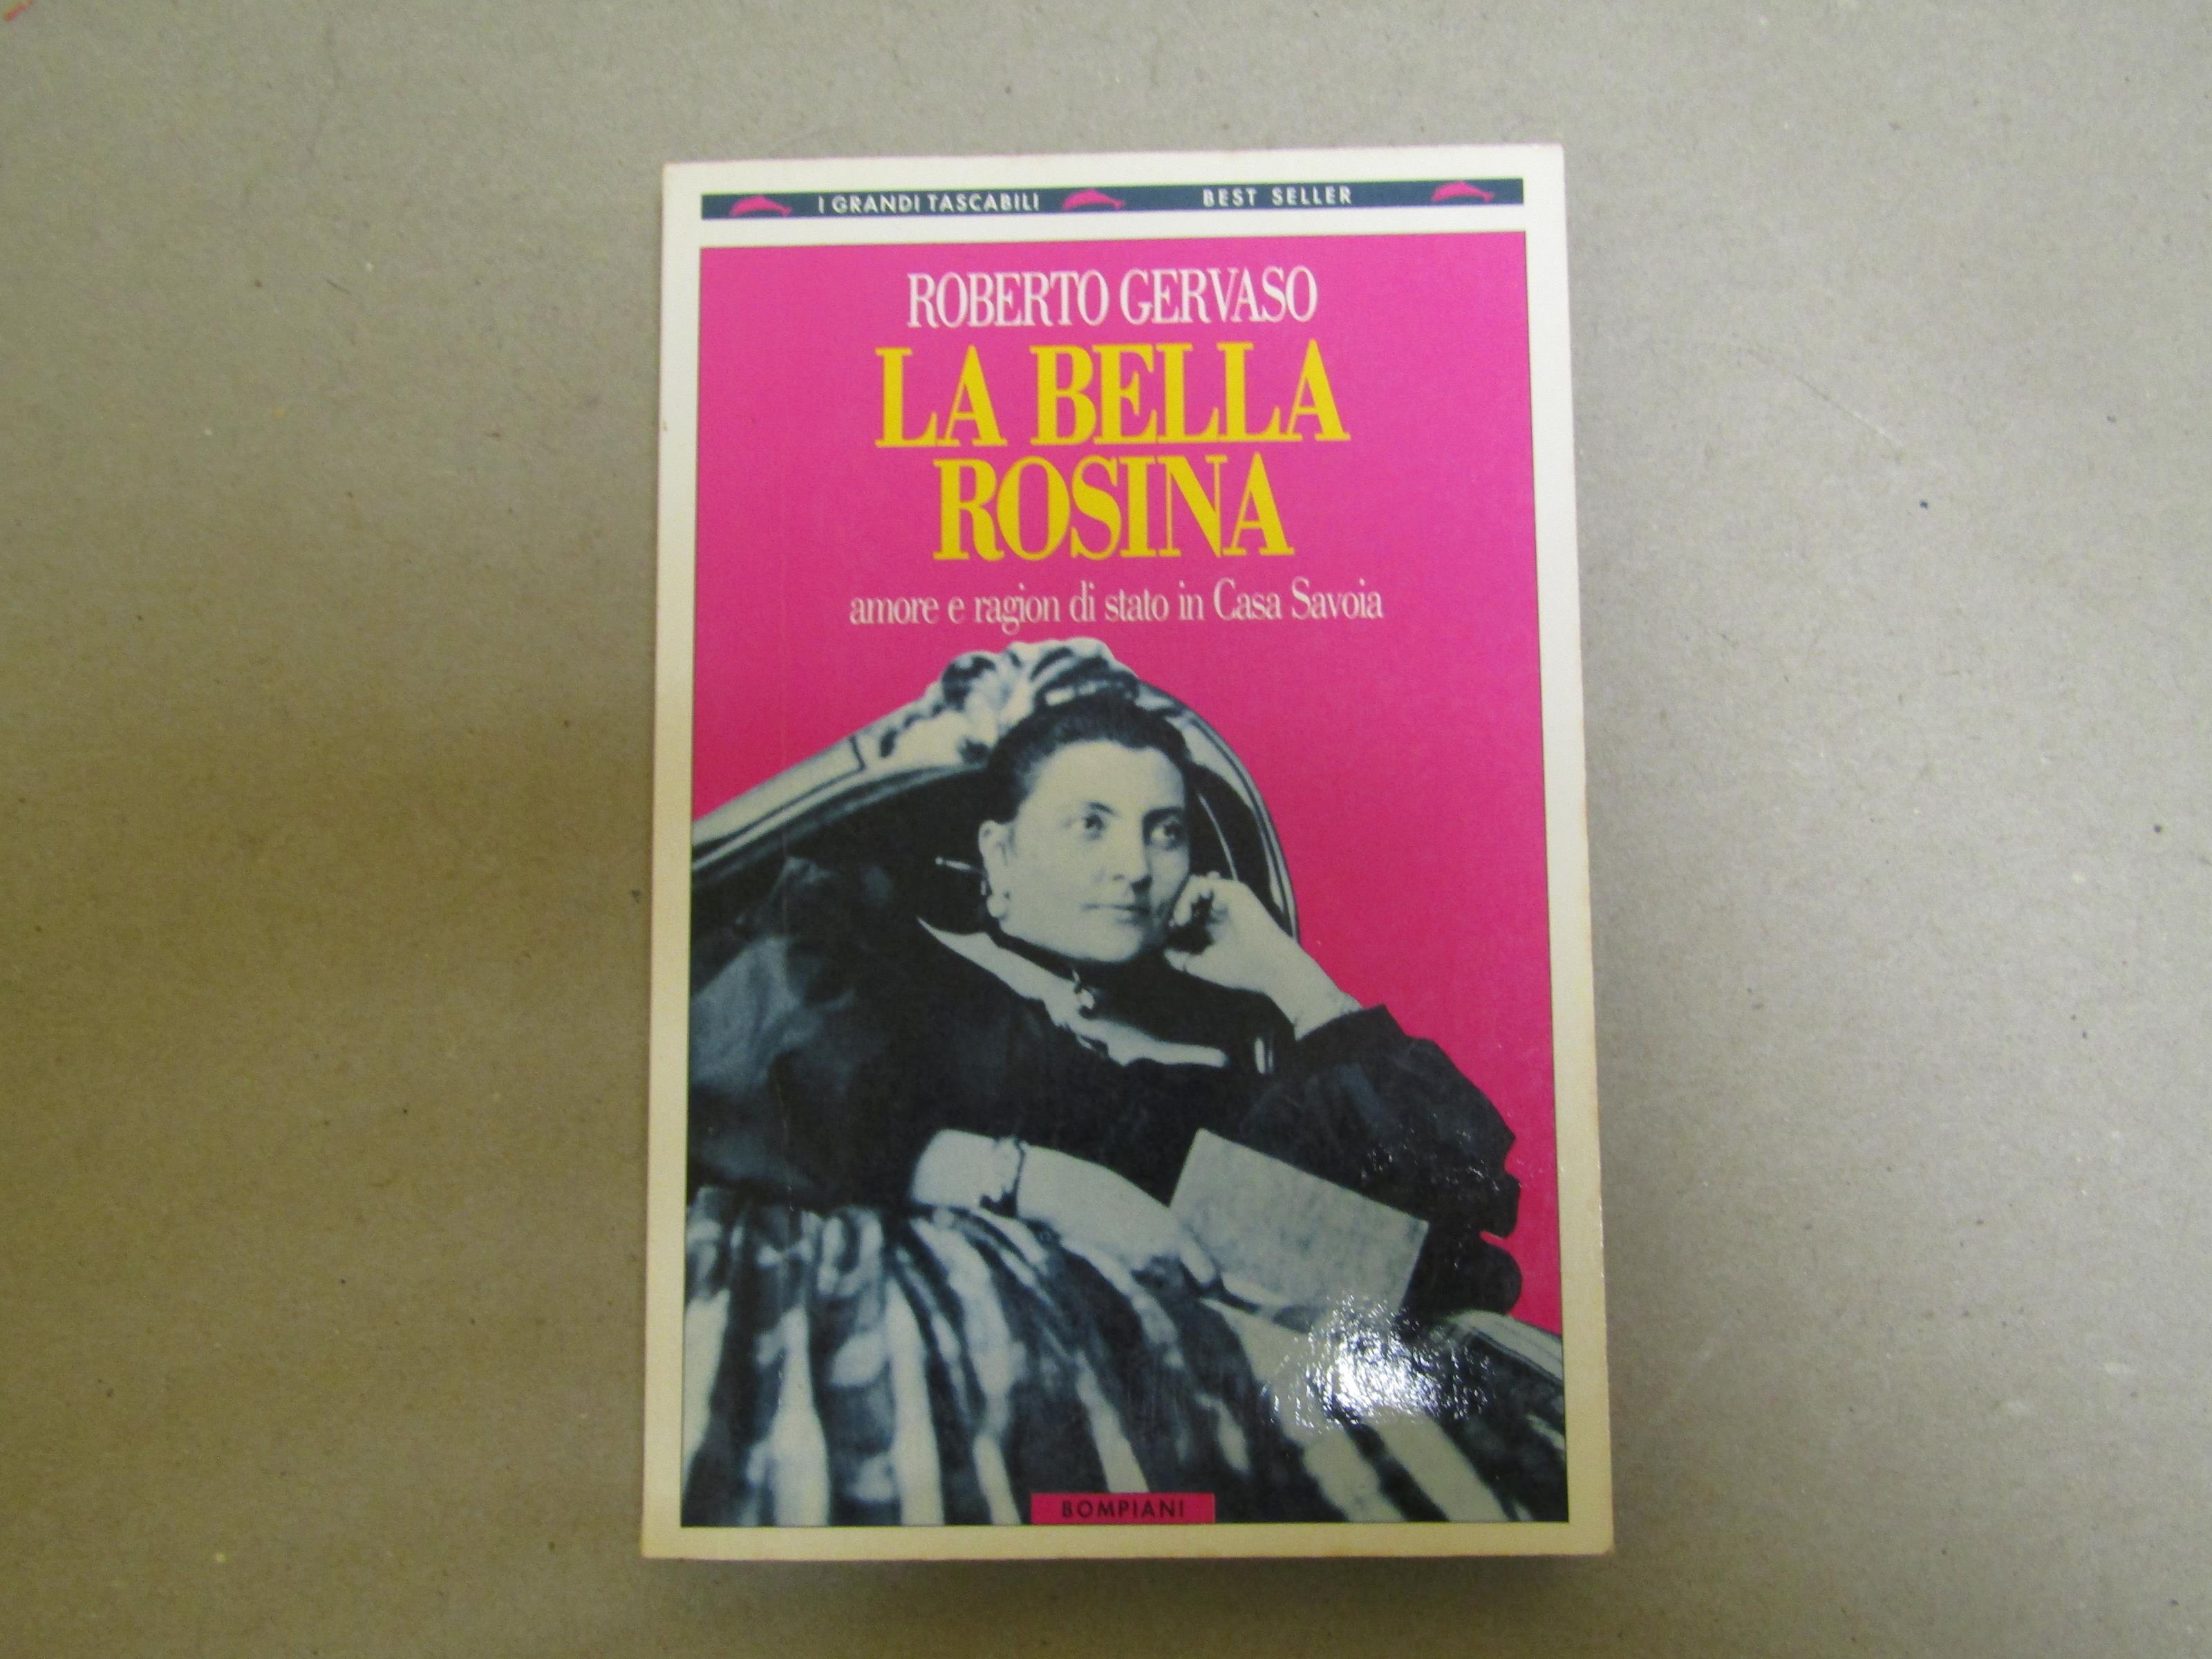 I GRANDI TASCABILI BEST SELLER
ROBERTO GERVASO
LA BELLA
ROSINA
amore e ragion di stato in Casa Savoia
BOMPIANI